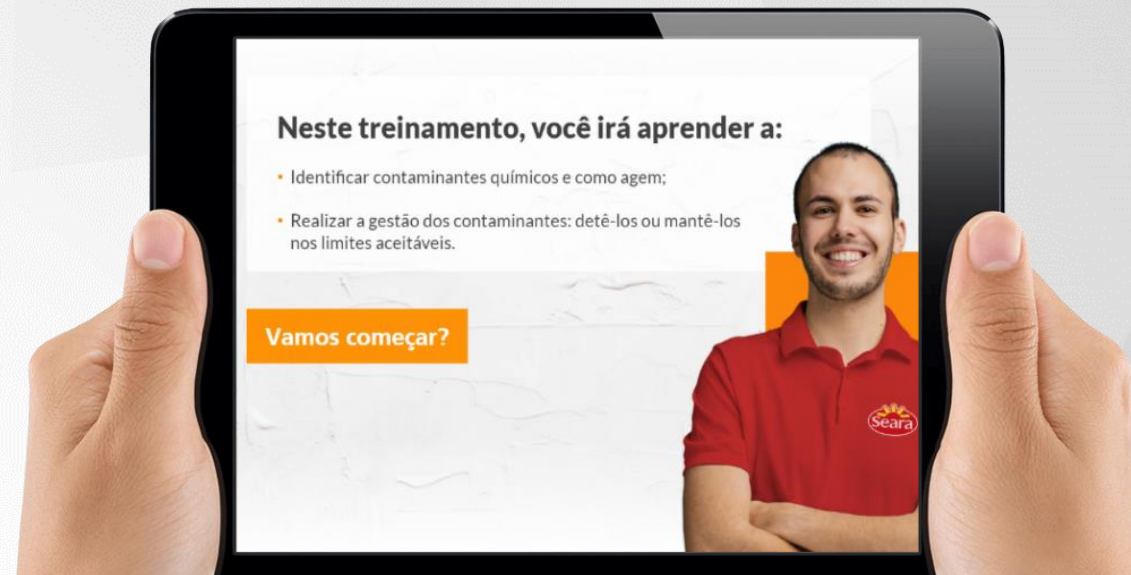 Neste treinamento, você irá aprender a:
• Identificar contaminantes químicos e como agem;
• Realizar a gestão dos contaminantes: detê-los ou mantê-los
nos limites aceitáveis.
Vamos começar?
Seara